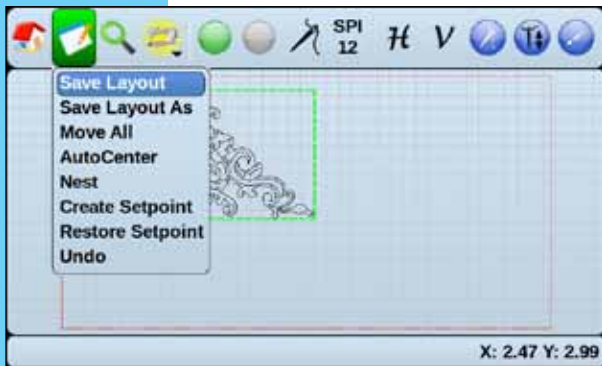 SPI
12
H V
T
Save Layout
Save Layout As
Move All
AutoCenter
Nest
Create Setpoint
Restore Setpoint
Undo
X: 2.47 Y: 2.99